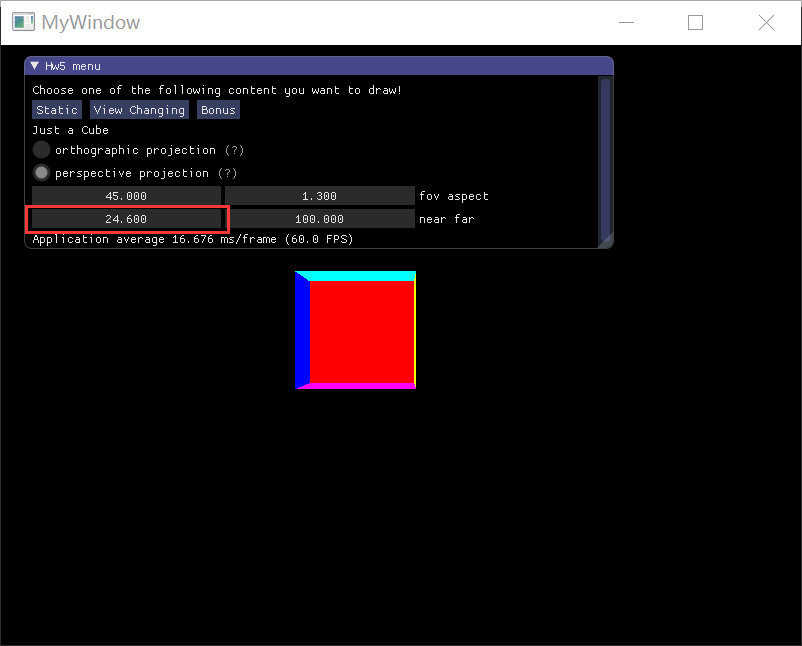 MyWindow
Hw5 menu
Choose one of the following content you want to draw!
Static View Changing Bonus
Just a Cube
orthographic projection (?)
perspective projection (?)
45.000 1.300 fov aspect
24.600 100.000 near far
Application average 16.676 ms/frame (60.0 FPS)